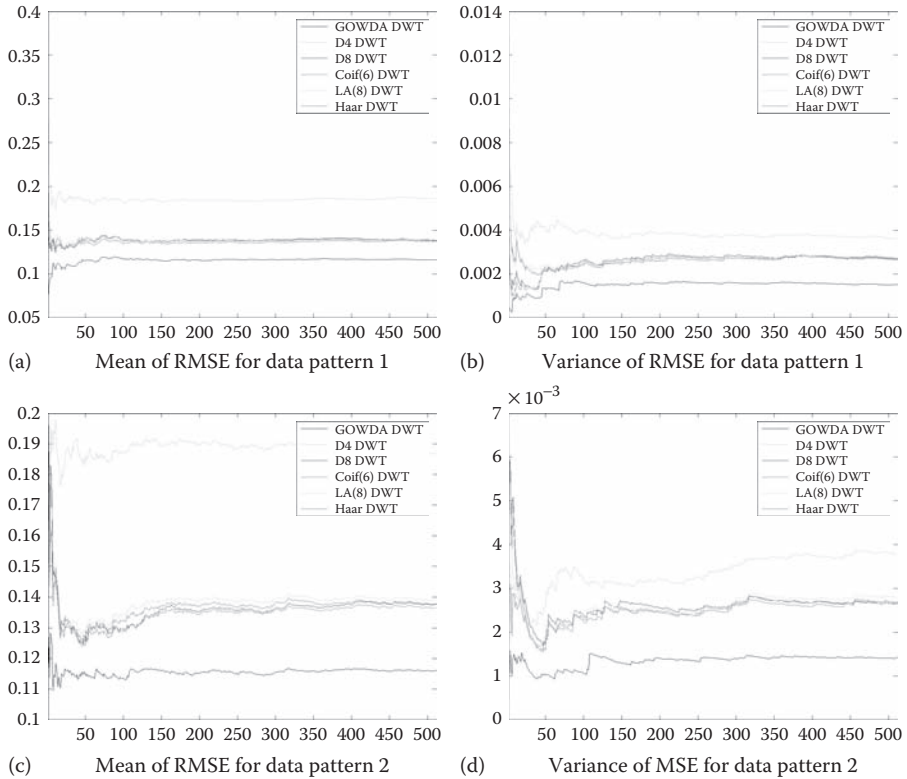 0.4
0.3
0.3
0.2
0.15
0.1
0.05
50 100 150 200 250 300 350 400 450 500
GOWDA DWT
D4 DWT
D8 DWT
Coif(6) DWT
LA(8) DWT
Haar DWT
(a) Mean of RMSE for data pattern 1
0.014
0.012
0.01
0.008
0.006
0.004
0.002
0
50 100 150 200 250 300 350 400 450 500
GOWDA DWT
D4 DWT
D8 DWT
Coif(6) DWT
LA(8) DWT
Haar DWT
(b) Variance of RMSE for data pattern 1
0.2
0.19
0.18
0.17
0.16
0.15
0.14
0.13
0.12
0.11
0.1
50 100 150 200 250 300 350 400 450 500
GOWDA DWT
D4 DWT
D8 DWT
Coif(6) DWT
LA(8) DWT
Haar DWT
(c) Mean of RMSE for data pattern 2
× 10⁻³
7
6
5
4
3
2
1
0
50 100 150 200 250 300 350 400 450 500
GOWDA DWT
D4 DWT
D8 DWT
Coif(6) DWT
LA(8) DWT
Haar DWT
(d) Variance of MSE for data pattern 2